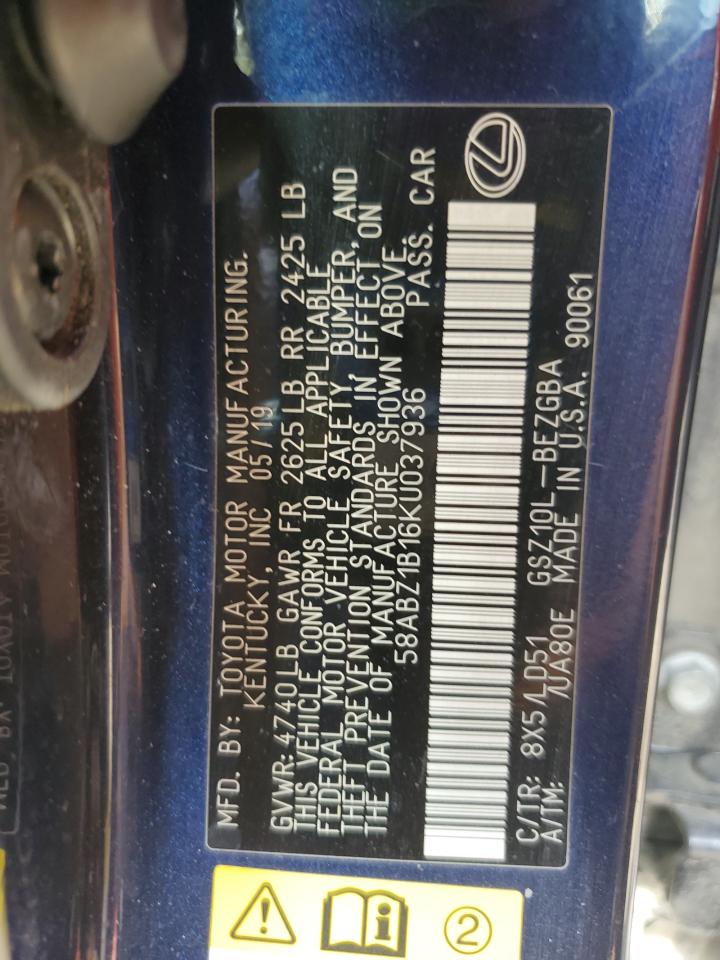 MFD. BY: TOYOTA MOTOR MANUFACTURING.
KENTUCKY, INC 05/19
GVWR: 4740LB GAWR FR 2625LB RR 2425 LB
THIS VEHICLE CONFORMS TO ALL APPLICABLE
FEDERAL MOTOR VEHICLE SAFETY, BUMPER, AND
THEFT PREVENTION STANDARDS IN EFFECT ON
THE DATE OF MANUFACTURE SHOWN ABOVE.
58ABZ1B16KU037936 PASS. CAR
C/TR: 8X5/LD51 GSZ10L-BEZGBA
A/TM: /UA80E MADE IN U.S.A. 90061
2